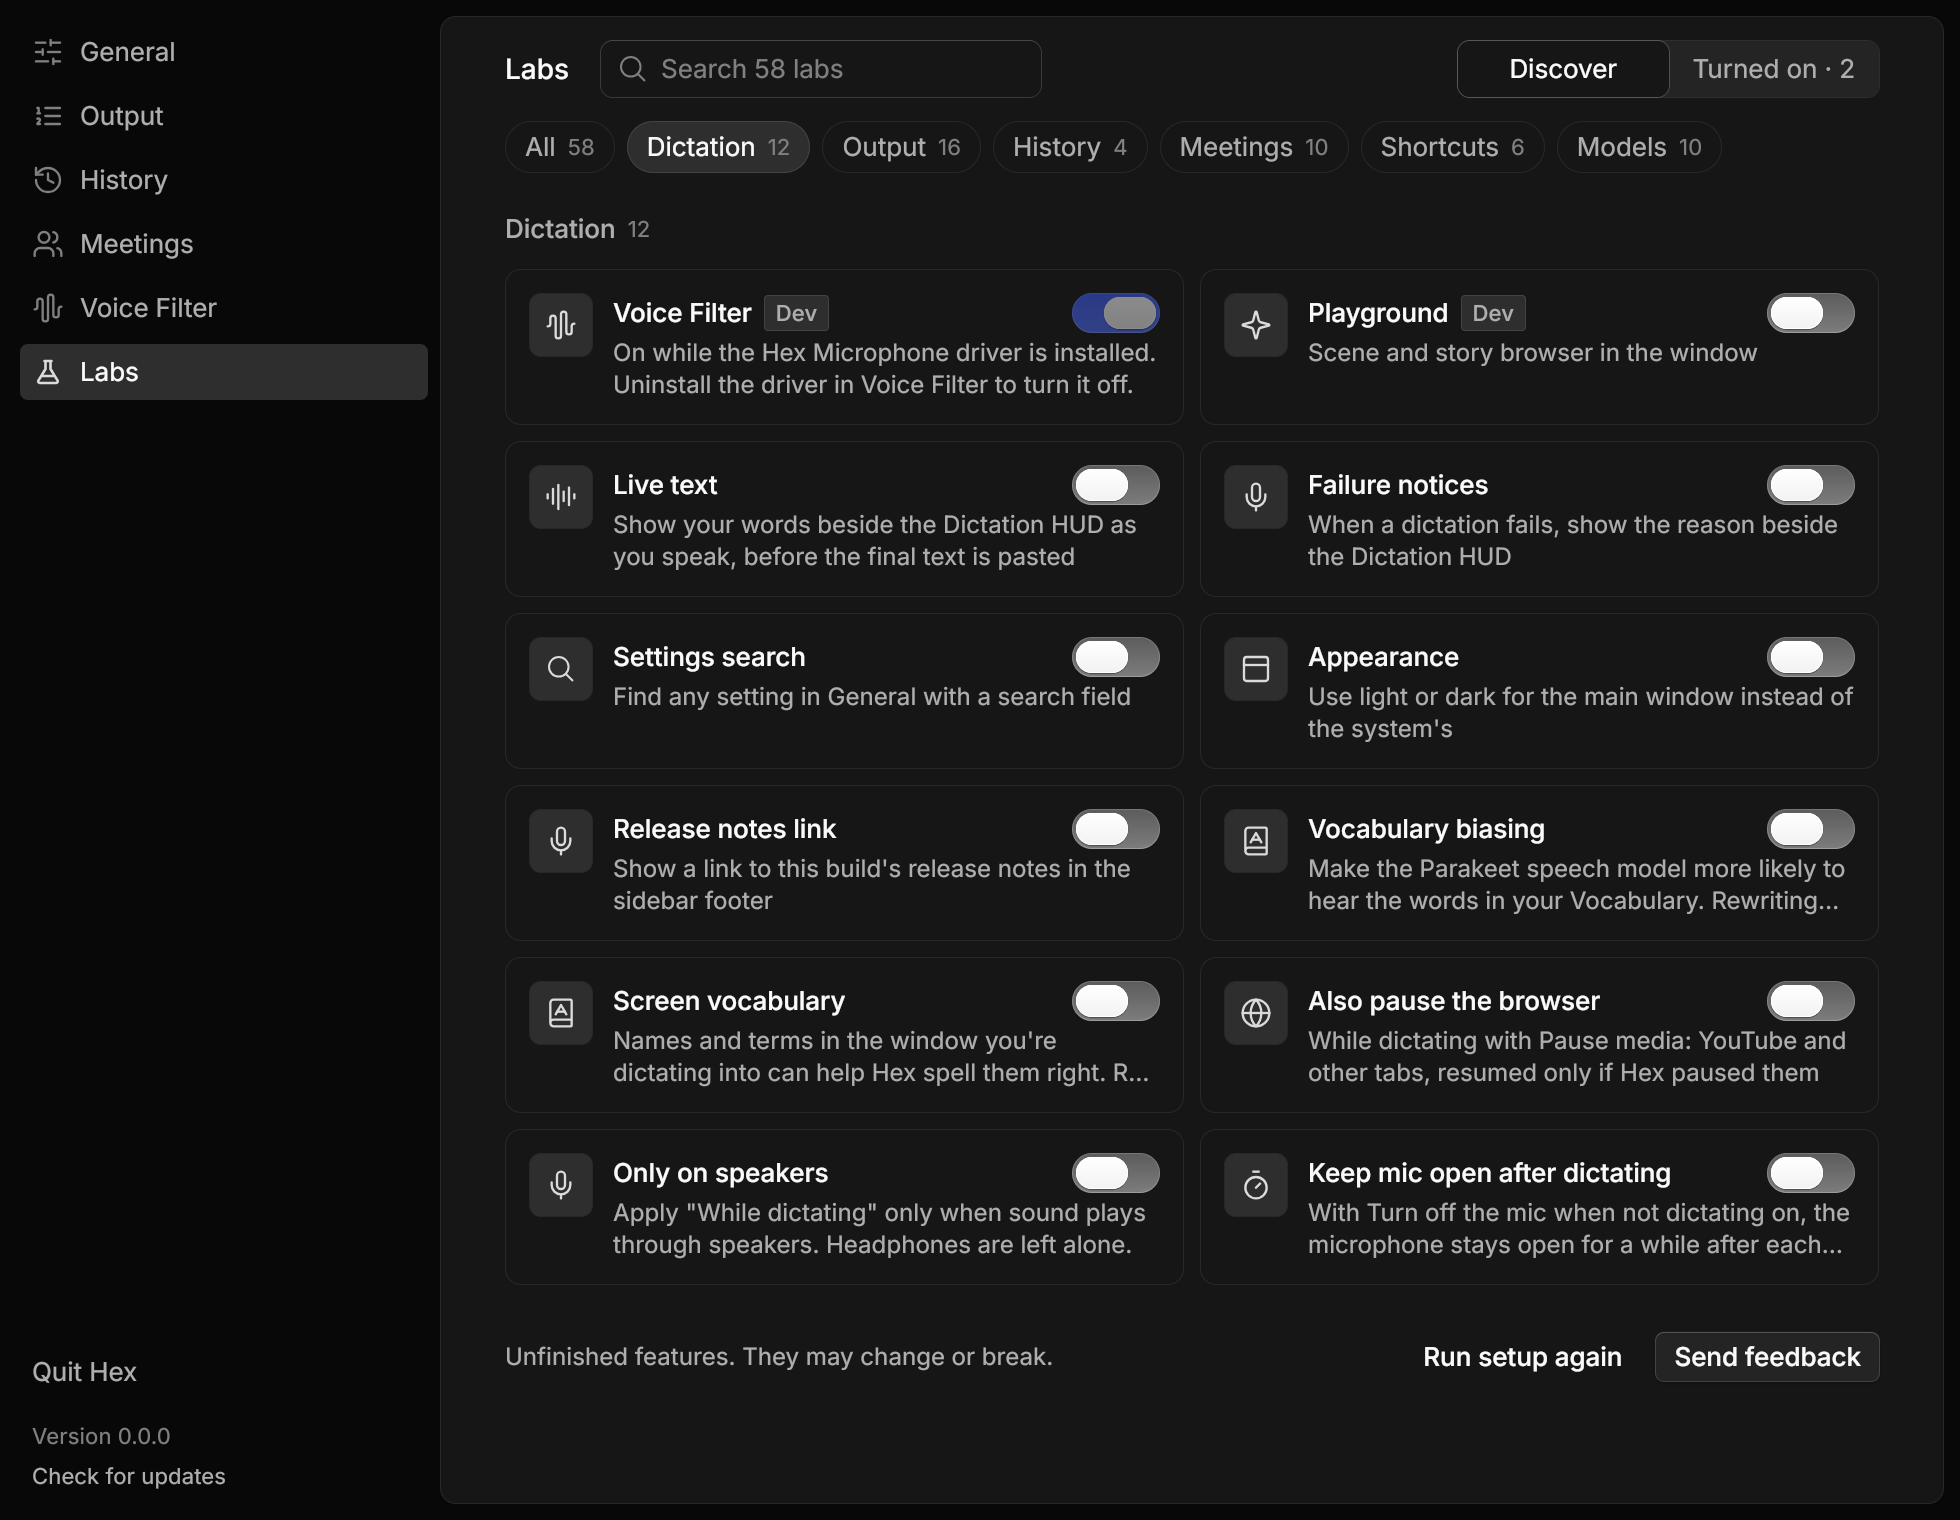 General
Output
History
Meetings
Voice Filter
Labs
Quit Hex
Version 0.0.0
Check for updates
Labs
Search 58 labs
Discover
Turned on · 2
All 58
Dictation 12
Output 16
History 4
Meetings 10
Shortcuts 6
Models 10
Dictation 12
Voice Filter Dev
On while the Hex Microphone driver is installed.
Uninstall the driver in Voice Filter to turn it off.
Playground Dev
Scene and story browser in the window
Live text
Show your words beside the Dictation HUD as
you speak, before the final text is pasted
Failure notices
When a dictation fails, show the reason beside
the Dictation HUD
Settings search
Find any setting in General with a search field
Appearance
Use light or dark for the main window instead of
the system's
Release notes link
Show a link to this build's release notes in the
sidebar footer
Vocabulary biasing
Make the Parakeet speech model more likely to
hear the words in your Vocabulary. Rewriting...
Screen vocabulary
Names and terms in the window you're
dictating into can help Hex spell them right. R...
Also pause the browser
While dictating with Pause media: YouTube and
other tabs, resumed only if Hex paused them
Only on speakers
Apply "While dictating" only when sound plays
through speakers. Headphones are left alone.
Keep mic open after dictating
With Turn off the mic when not dictating on, the
microphone stays open for a while after each...
Unfinished features. They may change or break.
Run setup again
Send feedback